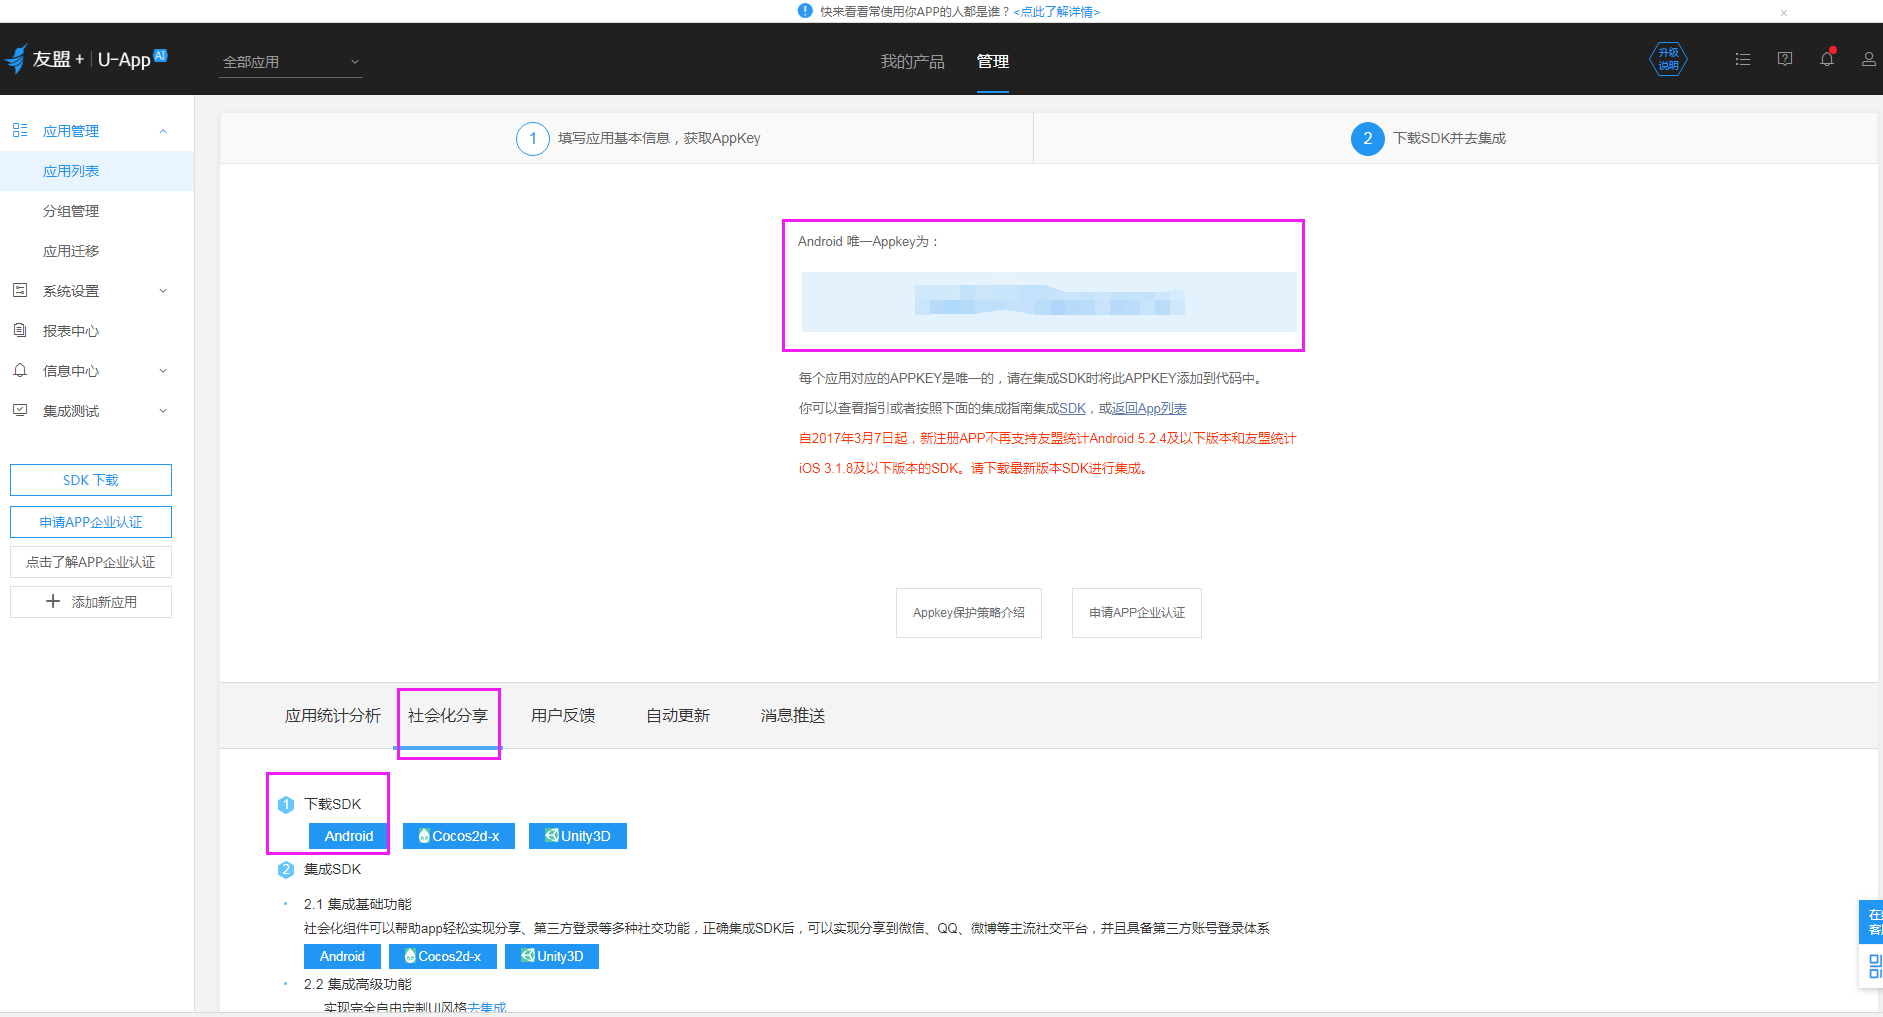 快来看看常使用你APP的人都是谁？<点此了解详情>
×
友盟+ | U-App AI
全部应用
我的产品
管理
升级
说明
应用管理
应用列表
分组管理
应用迁移
系统设置
报表中心
信息中心
集成测试
SDK 下载
申请APP企业认证
点击了解APP企业认证
添加新应用
1 填写应用基本信息，获取AppKey
2 下载SDK并去集成
Android 唯一Appkey为：
每个应用对应的APPKEY是唯一的，请在集成SDK时将此APPKEY添加到代码中。
你可以查看指引或者按照下面的集成指南集成SDK，或返回App列表
自2017年3月7日起，新注册APP不再支持友盟统计Android 5.2.4及以下版本和友盟统计
iOS 3.1.8及以下版本的SDK。请下载最新版本SDK进行集成。
Appkey保护策略介绍
申请APP企业认证
应用统计分析
社会化分享
用户反馈
自动更新
消息推送
1 下载SDK
Android
Cocos2d-x
Unity3D
2 集成SDK
2.1 集成基础功能
社会化组件可以帮助app轻松实现分享、第三方登录等多种社交功能，正确集成SDK后，可以实现分享到微信、QQ、微博等主流社交平台，并且具备第三方账号登录体系
Android
Cocos2d-x
Unity3D
2.2 集成高级功能
实现完全自由定制UI风格去集成